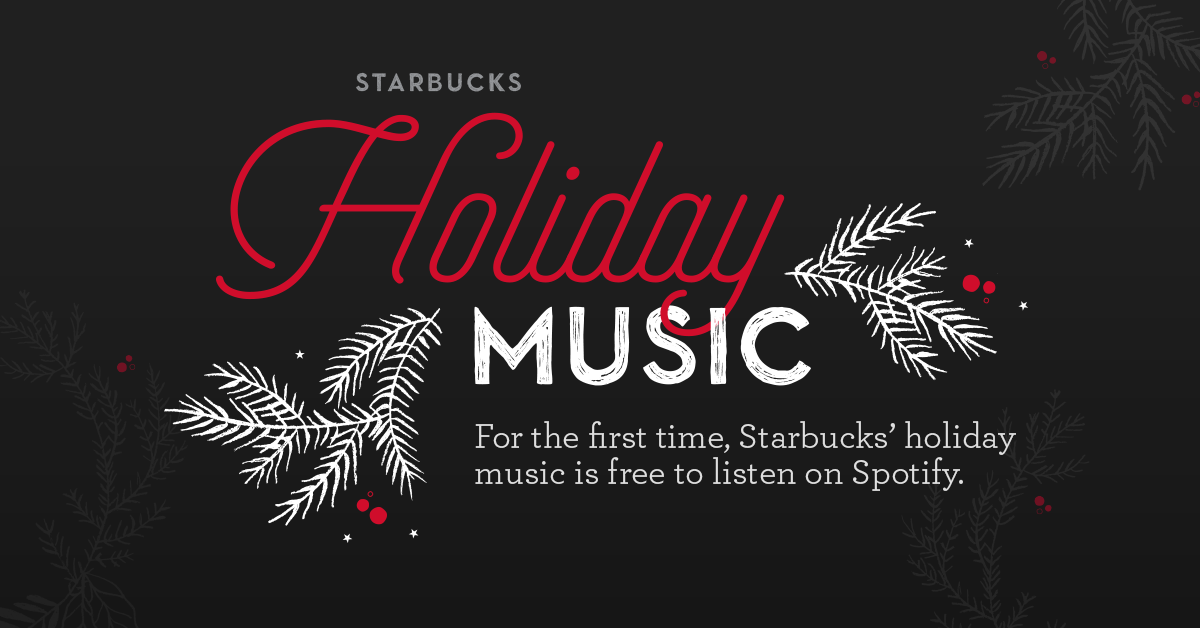 STARBUCKS
Holiday
MUSIC
For the first time, Starbucks’ holiday
music is free to listen on Spotify.